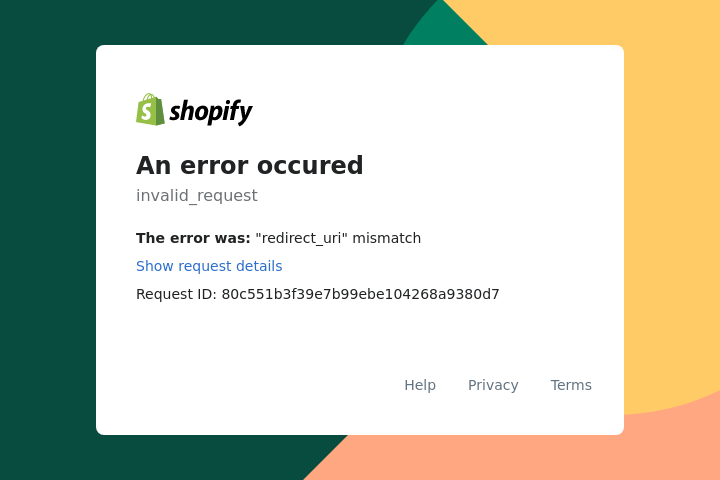 shopify
An error occured
invalid_request
The error was: "redirect_uri" mismatch
Show request details
Request ID: 80c551b3f39e7b99ebe104268a9380d7
Help Privacy Terms